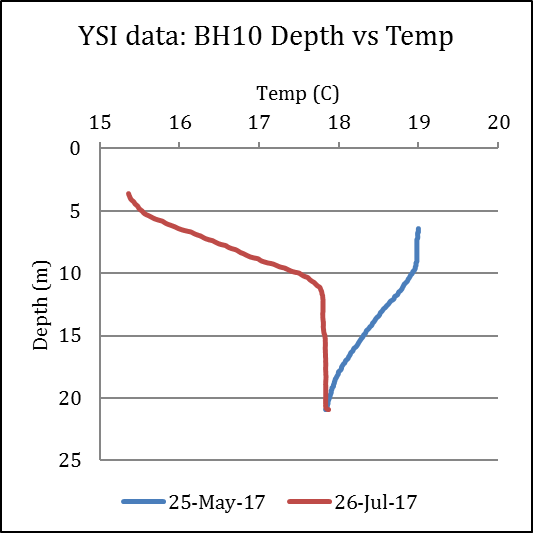 YSI data: BH10 Depth vs Temp
Temp (C)
15 16 17 18 19 20
0
5
10
15
20
25
Depth (m)
25-May-17 26-Jul-17